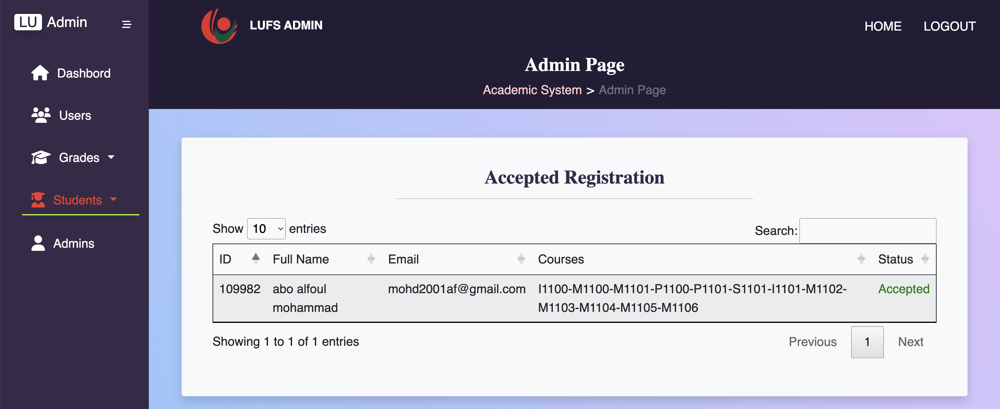 LU Admin
LUFS ADMIN
HOME LOGOUT
Dashbord
Users
Grades
Students
Admins
Admin Page
Academic System > Admin Page
Accepted Registration
Show 10 entries
Search:
ID Full Name Email Courses Status
109982 abo alfoul mohd2001af@gmail.com I1100-M1100-M1101-P1100-P1101-S1101-I1101-M1102- Accepted
mohammad M1103-M1104-M1105-M1106
Showing 1 to 1 of 1 entries
Previous 1 Next